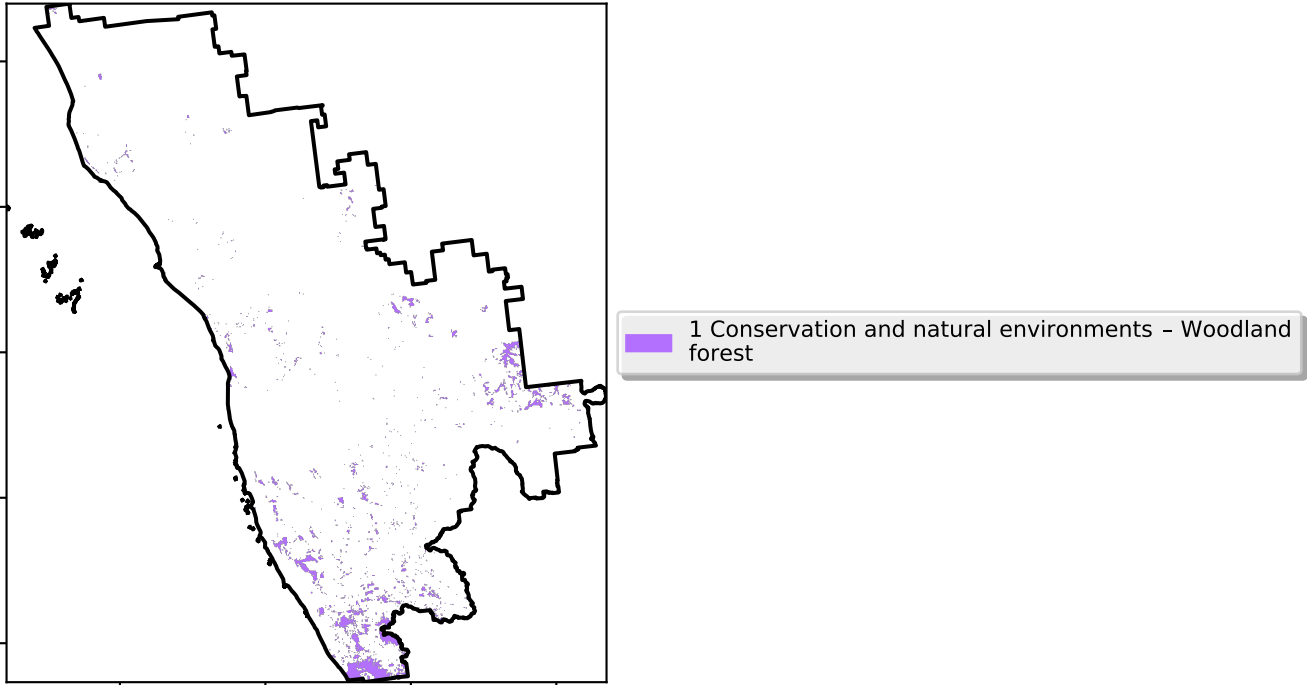 1 Conservation and natural environments – Woodland
forest